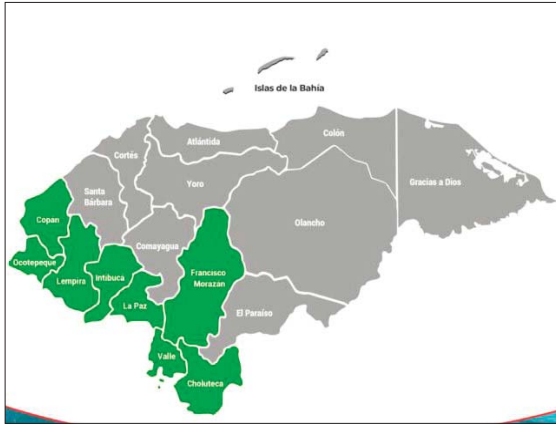 Islas de la Bahía
Atlántida
Colón
Cortés
Yoro
Gracias a Dios
Santa
Bárbara
Copan
Olancho
Comayagua
Ocotepeque
Lempira
Intibuca
Francisco
Morazán
La Paz
El Paraíso
Valle
Choluteca